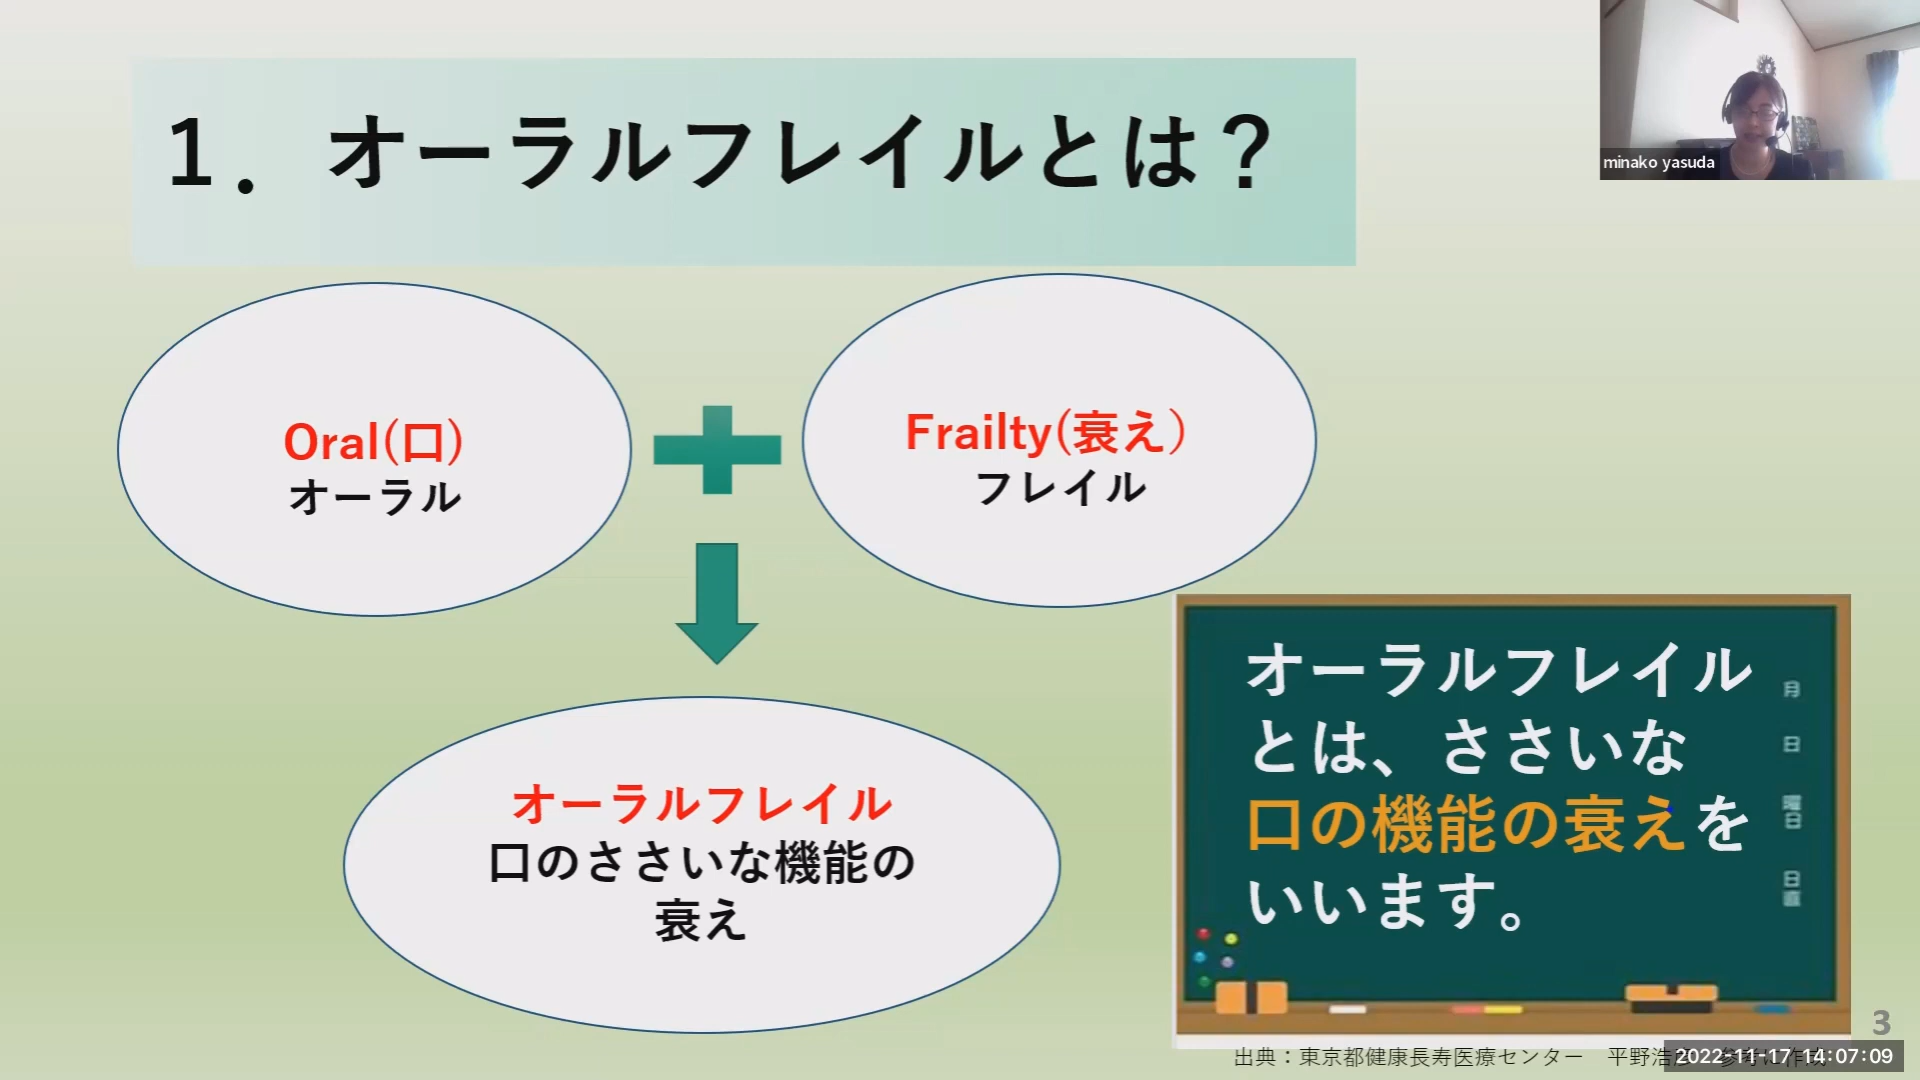 1．オーラルフレイルとは？
minako yasuda
Oral(口)
オーラル
Frailty(衰え）
フレイル
オーラルフレイル
口のささいな機能の
衰え
オーラルフレイル
とは、ささいな
口の機能の衰えを
いいます。
月
日
曜日
日直
3
出典：東京都健康長寿医療センター　平野浩
2022-11-17 14:07:09